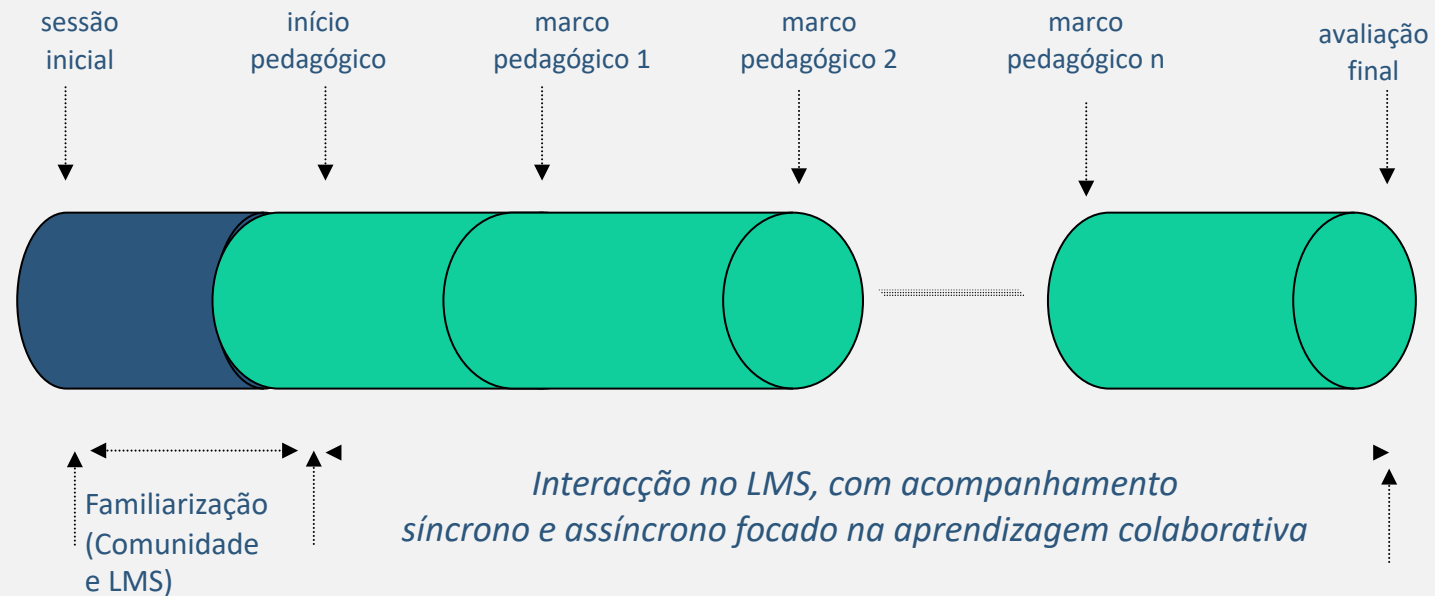 sessão
inicial
início
pedagógico
marco
pedagógico 1
marco
pedagógico 2
marco
pedagógico n
avaliação
final
Familiarização
(Comunidade
e LMS)
Interacção no LMS, com acompanhamento
síncrono e assíncrono focado na aprendizagem colaborativa